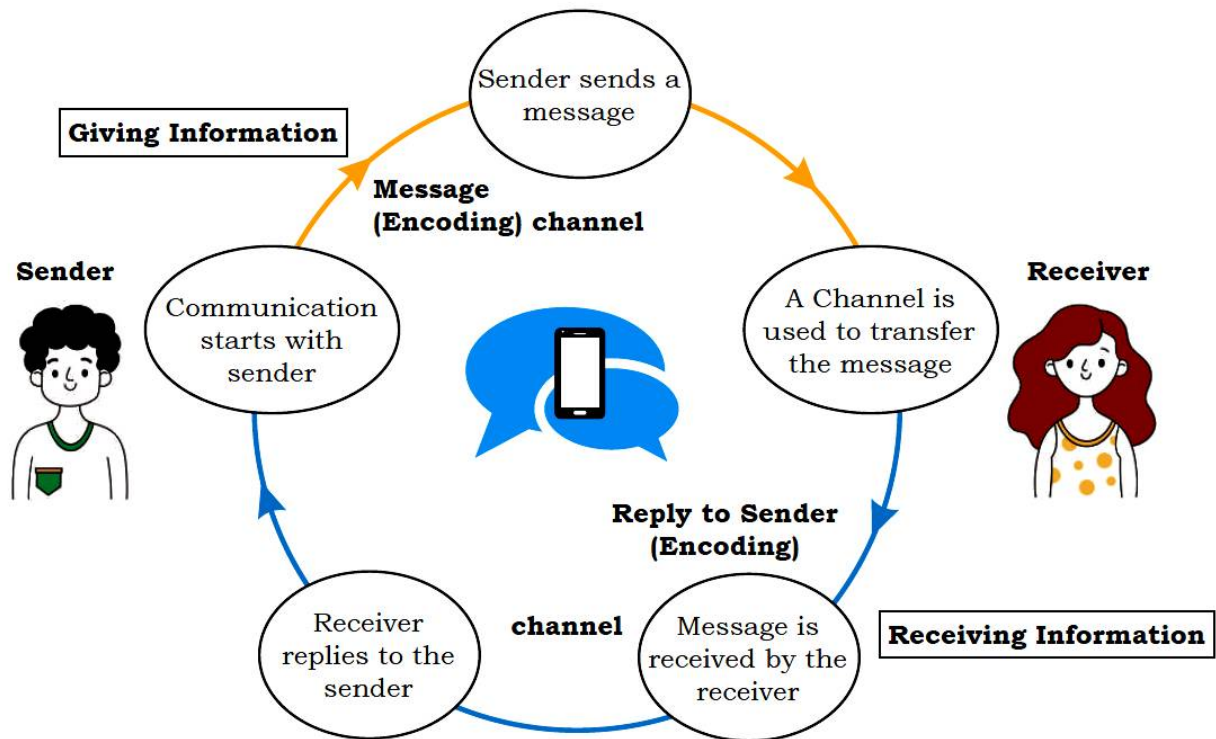 Sender sends a
message
Giving Information
Message
(Encoding) channel
Sender
Receiver
Communication
starts with
sender
A Channel is
used to transfer
the message
Reply to Sender
(Encoding)
Receiver
replies to the
sender
channel
Message is
received by the
receiver
Receiving Information